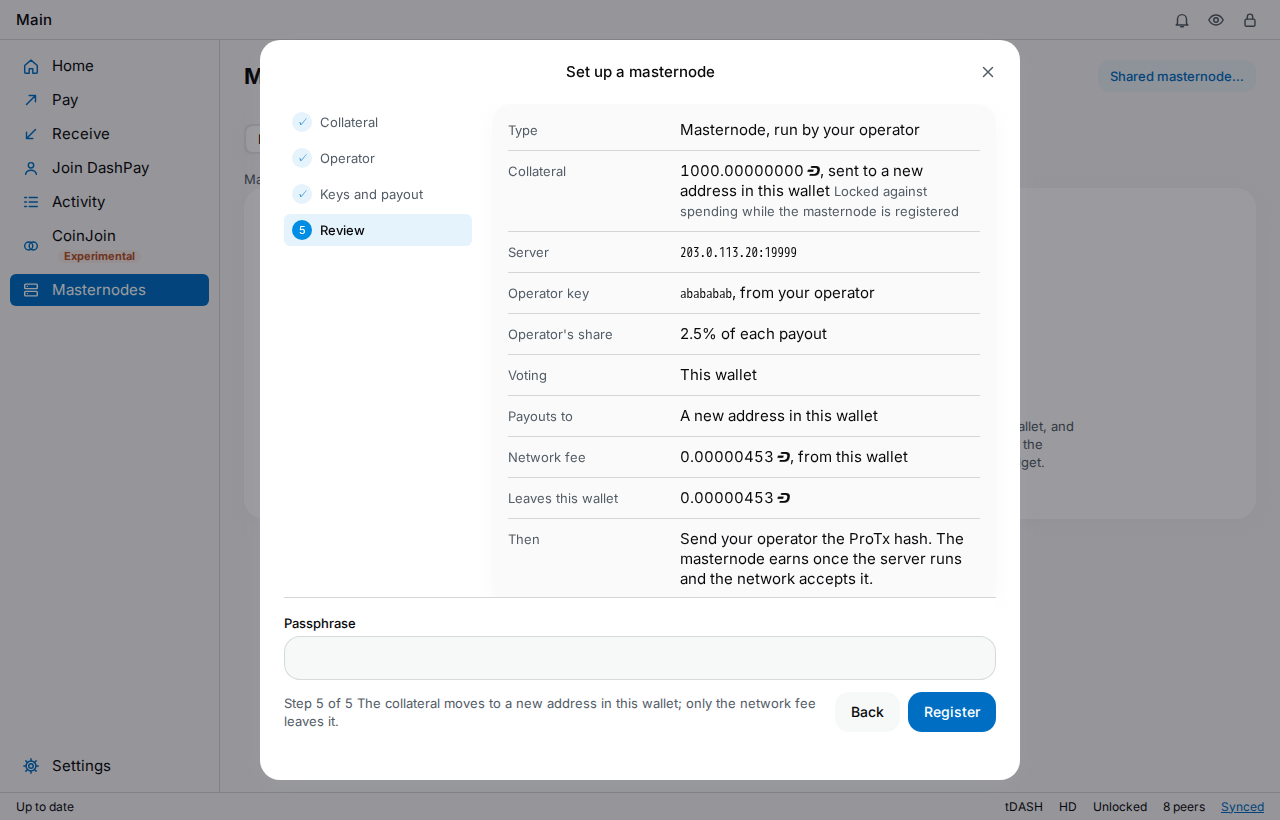 Main
Home
Pay
Receive
Join DashPay
Activity
CoinJoin
Experimental
Masternodes
Settings
Shared masternode...
Set up a masternode
Collateral
Operator
Keys and payout
5 Review
Type Masternode, run by your operator
Collateral 1000.00000000, sent to a new
address in this wallet Locked against
spending while the masternode is registered
Server 203.0.113.20:19999
Operator key abababab, from your operator
Operator's share 2.5% of each payout
Voting This wallet
Payouts to A new address in this wallet
Network fee 0.00000453, from this wallet
Leaves this wallet 0.00000453
Then Send your operator the ProTx hash. The
masternode earns once the server runs
and the network accepts it.
Passphrase
Step 5 of 5 The collateral moves to a new address in this wallet; only the network fee
leaves it.
Back
Register
and
the
Up to date
tDASH HD Unlocked 8 peers Synced